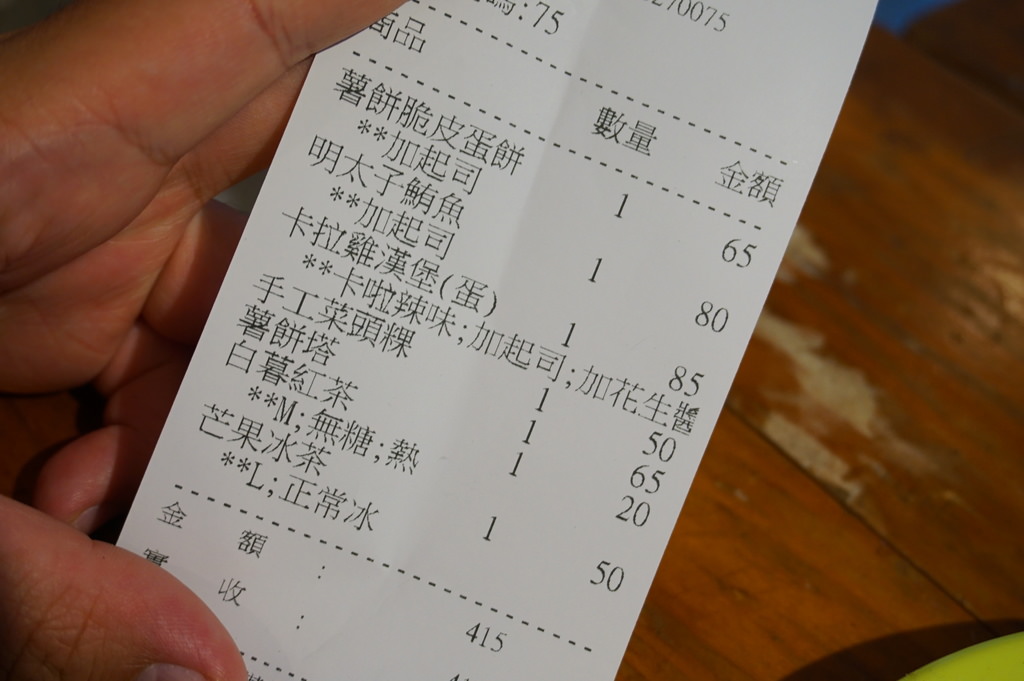 :75
270075
商品 數量 金額
薯餅脆皮蛋餅 1 65
**加起司
明太子鮪魚 1 80
**加起司
卡拉雞漢堡(蛋) 1 85
**卡啦辣味;加起司;加花生醬
手工菜頭粿 1 50
薯餅塔 1 65
白暮紅茶 1 20
**M;無糖;熱
芒果冰茶 1 50
**L;正常冰
金額: 415
實收: